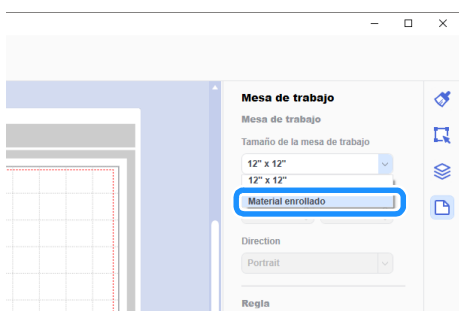 Mesa de trabajo
Mesa de trabajo
Tamaño de la mesa de trabajo
12" x 12"
12" x 12"
Material enrollado
Direction
Portrait
Regla